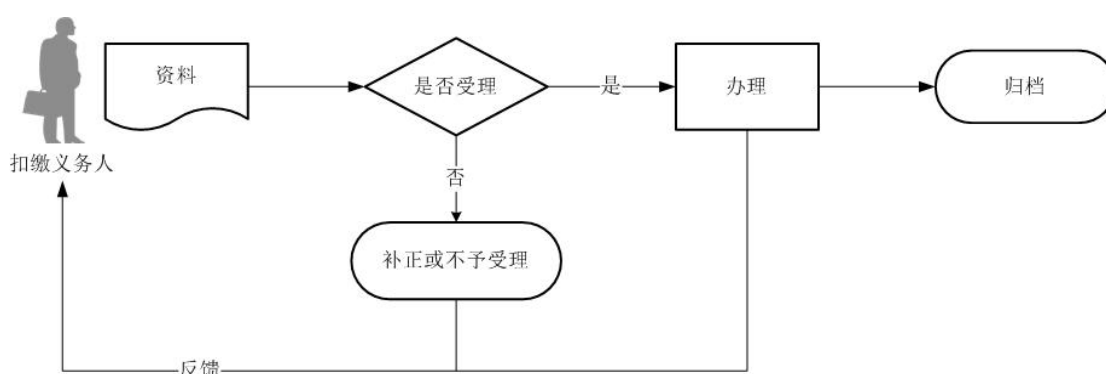 资料
是否受理
是
办理
归档
扣缴义务人
否
补正或不予受理
反馈